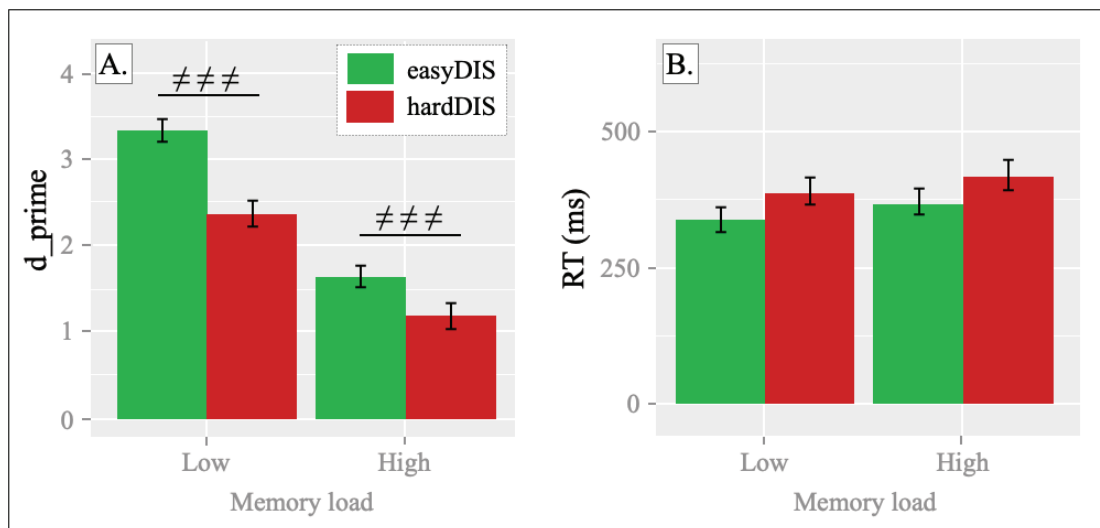 A.
≠≠≠
≠≠≠
easyDIS
hardDIS
d_prime
4
3
2
1
0
Low
High
Memory load
B.
RT (ms)
500
250
0
Low
High
Memory load